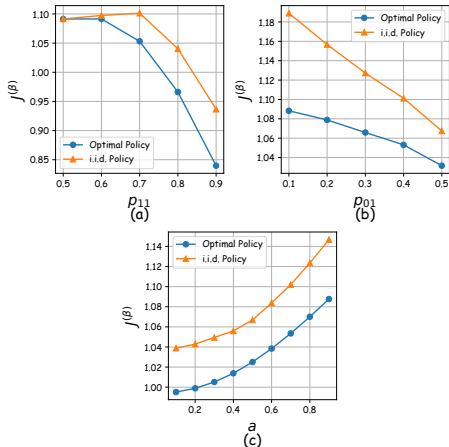 1.10
1.05
1.00
0.95
0.90
0.85
J^(β)
Optimal Policy
i.i.d. Policy
0.5 0.6 0.7 0.8 0.9
p₁₁
(a)
1.18
1.16
1.14
1.12
1.10
1.08
1.06
1.04
J^(β)
Optimal Policy
i.i.d. Policy
0.1 0.2 0.3 0.4 0.5
p₀₁
(b)
1.14
1.12
1.10
1.08
1.06
1.04
1.02
1.00
J^(β)
Optimal Policy
i.i.d. Policy
0.2 0.4 0.6 0.8
a
(c)